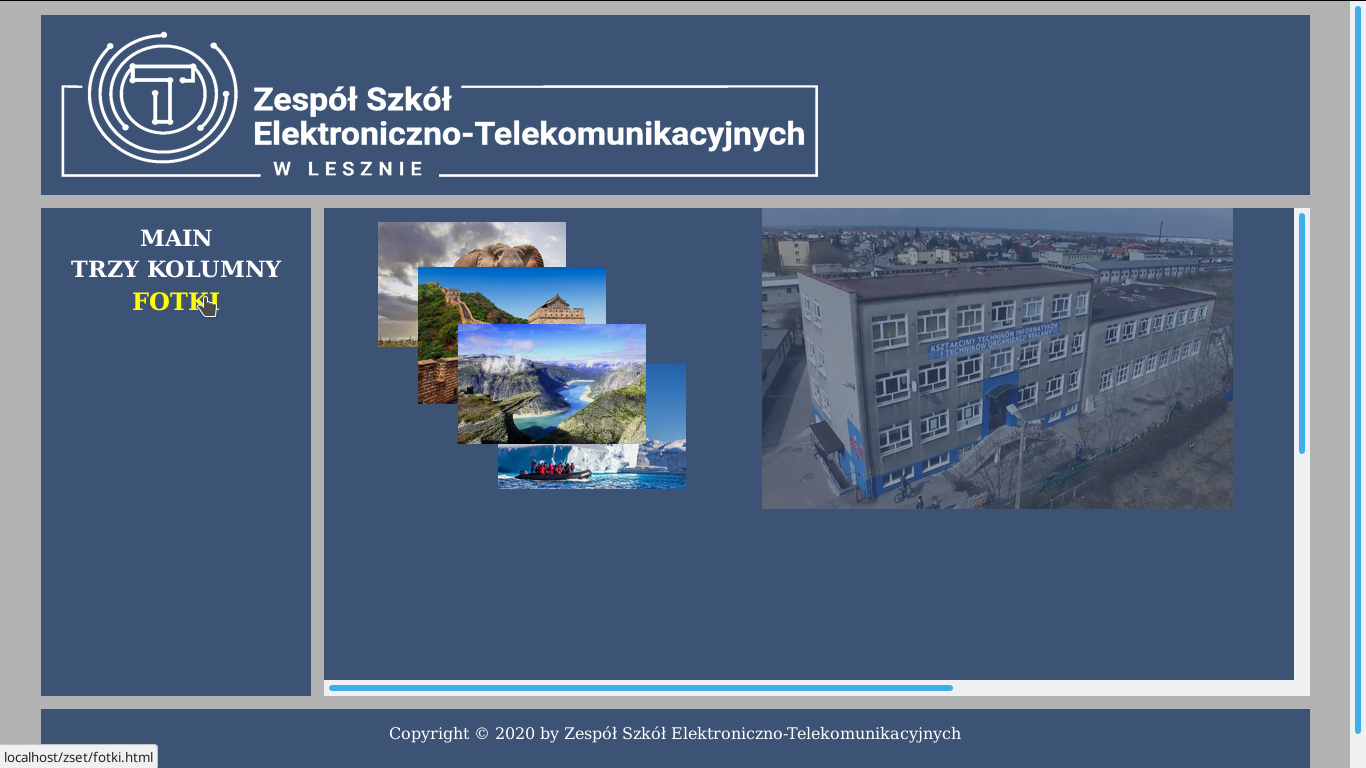 Zespół Szkół
Elektroniczno-Telekomunikacyjnych
W LESZNIE
MAIN
TRZY KOLUMNY
FOTKI
KSZTAŁCIMY TECHNIKÓW INFORMATYKÓW
I TECHNIKÓW ORGANIZACJI REKLAMY
Copyright © 2020 by Zespół Szkół Elektroniczno-Telekomunikacyjnych
localhost/zset/fotki.html